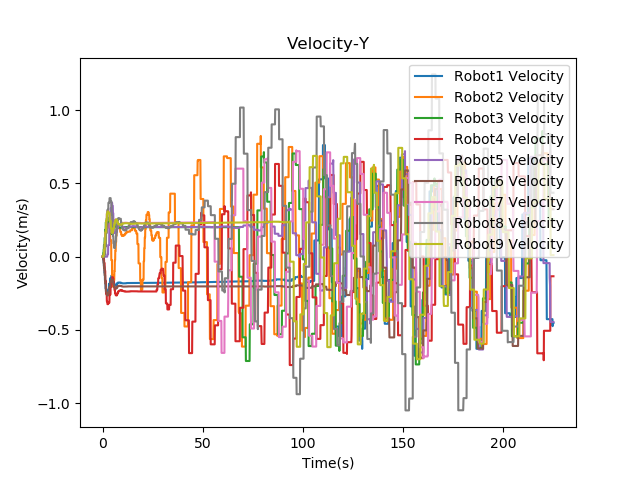 Velocity-Y
Velocity(m/s)
1.0
0.5
0.0
−0.5
−1.0
Robot1 Velocity
Robot2 Velocity
Robot3 Velocity
Robot4 Velocity
Robot5 Velocity
Robot6 Velocity
Robot7 Velocity
Robot8 Velocity
Robot9 Velocity
0 50 100 150 200
Time(s)